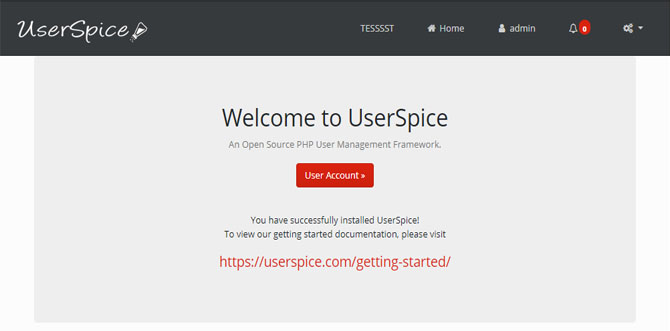 UserSpice TESSSST Home admin 0
Welcome to UserSpice
An Open Source PHP User Management Framework.
User Account »
You have successfully installed UserSpice!
To view our getting started documentation, please visit
https://userspice.com/getting-started/